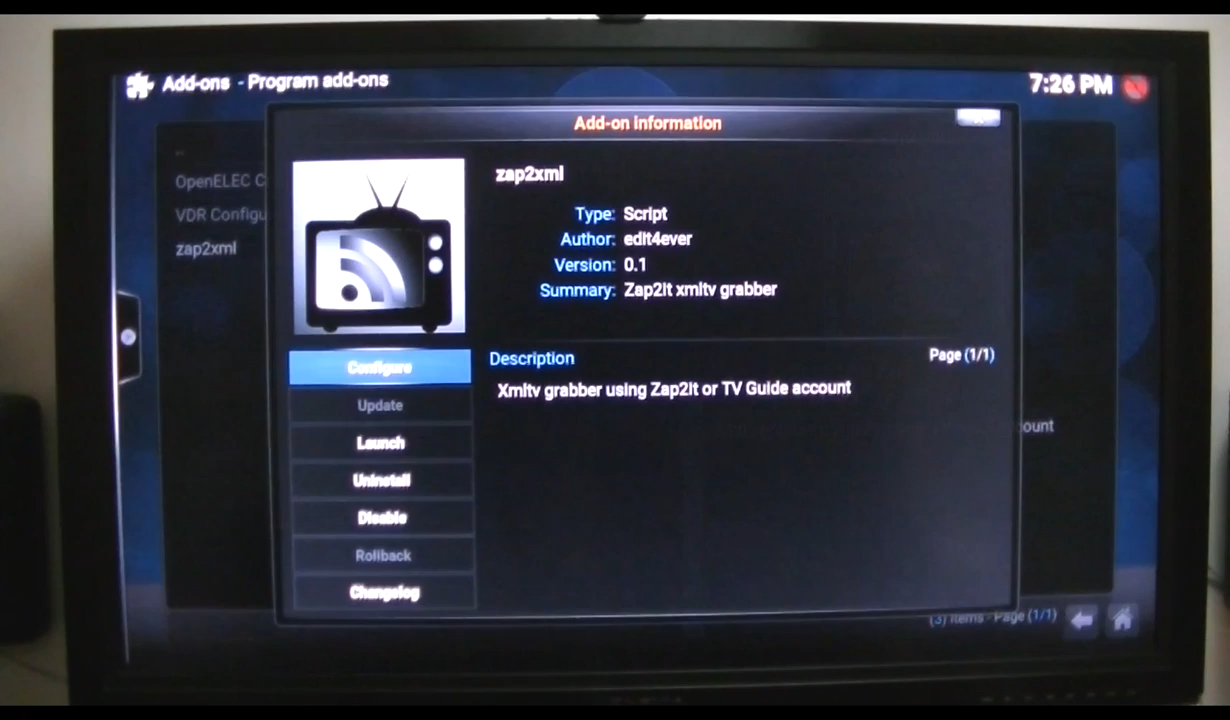 Add-ons - Program add-ons
7:26 PM
Add-on information
..
OpenELEC C
VDR Configu
zap2xml
zap2xml
Type: Script
Author: edit4ever
Version: 0.1
Summary: Zap2it xmltv grabber
Configure
Update
Launch
Uninstall
Disable
Rollback
Changelog
Description
Page (1/1)
Xmltv grabber using Zap2it or TV Guide account
ount
(3) items - Page (1/1)